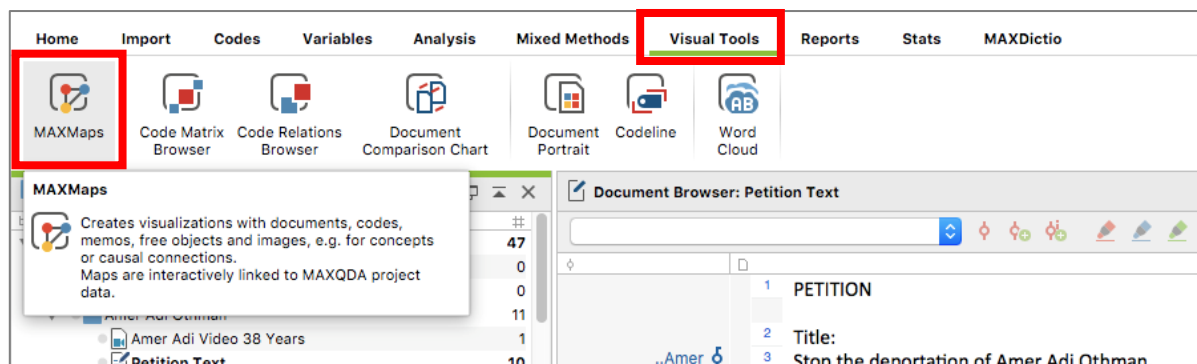 Home Import Codes Variables Analysis Mixed Methods Visual Tools Reports Stats MAXDictio
MAXMaps Code Matrix Browser Code Relations Browser Document Comparison Chart Document Portrait Codeline Word Cloud
MAXMaps
Creates visualizations with documents, codes,
memos, free objects and images, e.g. for concepts
or causal connections.
Maps are interactively linked to MAXQDA project
data.
Document Browser: Petition Text
#
47
0
0
Amer Adi Othman 11
Amer Adi Video 38 Years 1
Petition Text 10
1 PETITION
2 Title:
..Amer
3 Stop the deportation of Amer Adi Othman